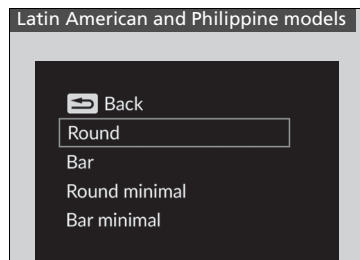 Latin American and Philippine models
Back
Round
Bar
Round minimal
Bar minimal